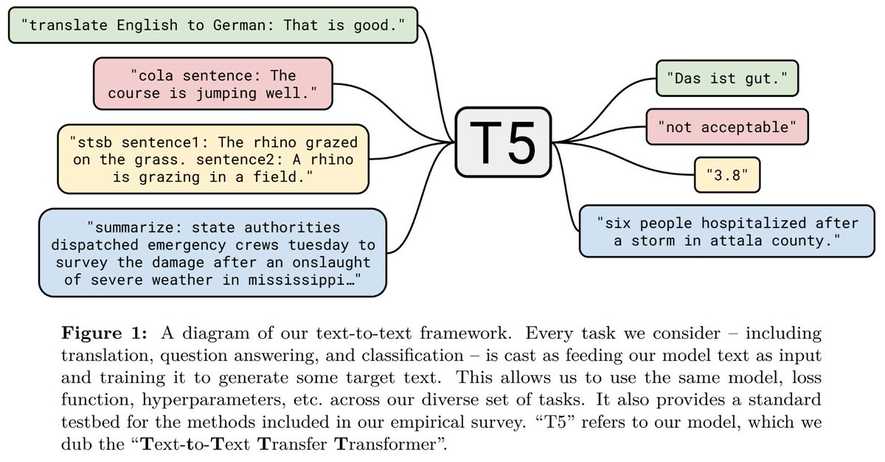 "translate English to German: That is good."
"cola sentence: The
course is jumping well."
"stsb sentence1: The rhino grazed
on the grass. sentence2: A rhino
is grazing in a field."
"summarize: state authorities
dispatched emergency crews tuesday to
survey the damage after an onslaught
of severe weather in mississippi…"
T5
"Das ist gut."
"not acceptable"
"3.8"
"six people hospitalized after
a storm in attala county."
Figure 1: A diagram of our text-to-text framework. Every task we consider – including
translation, question answering, and classification – is cast as feeding our model text as input
and training it to generate some target text. This allows us to use the same model, loss
function, hyperparameters, etc. across our diverse set of tasks. It also provides a standard
testbed for the methods included in our empirical survey. “T5” refers to our model, which we
dub the “Text-to-Text Transfer Transformer”.